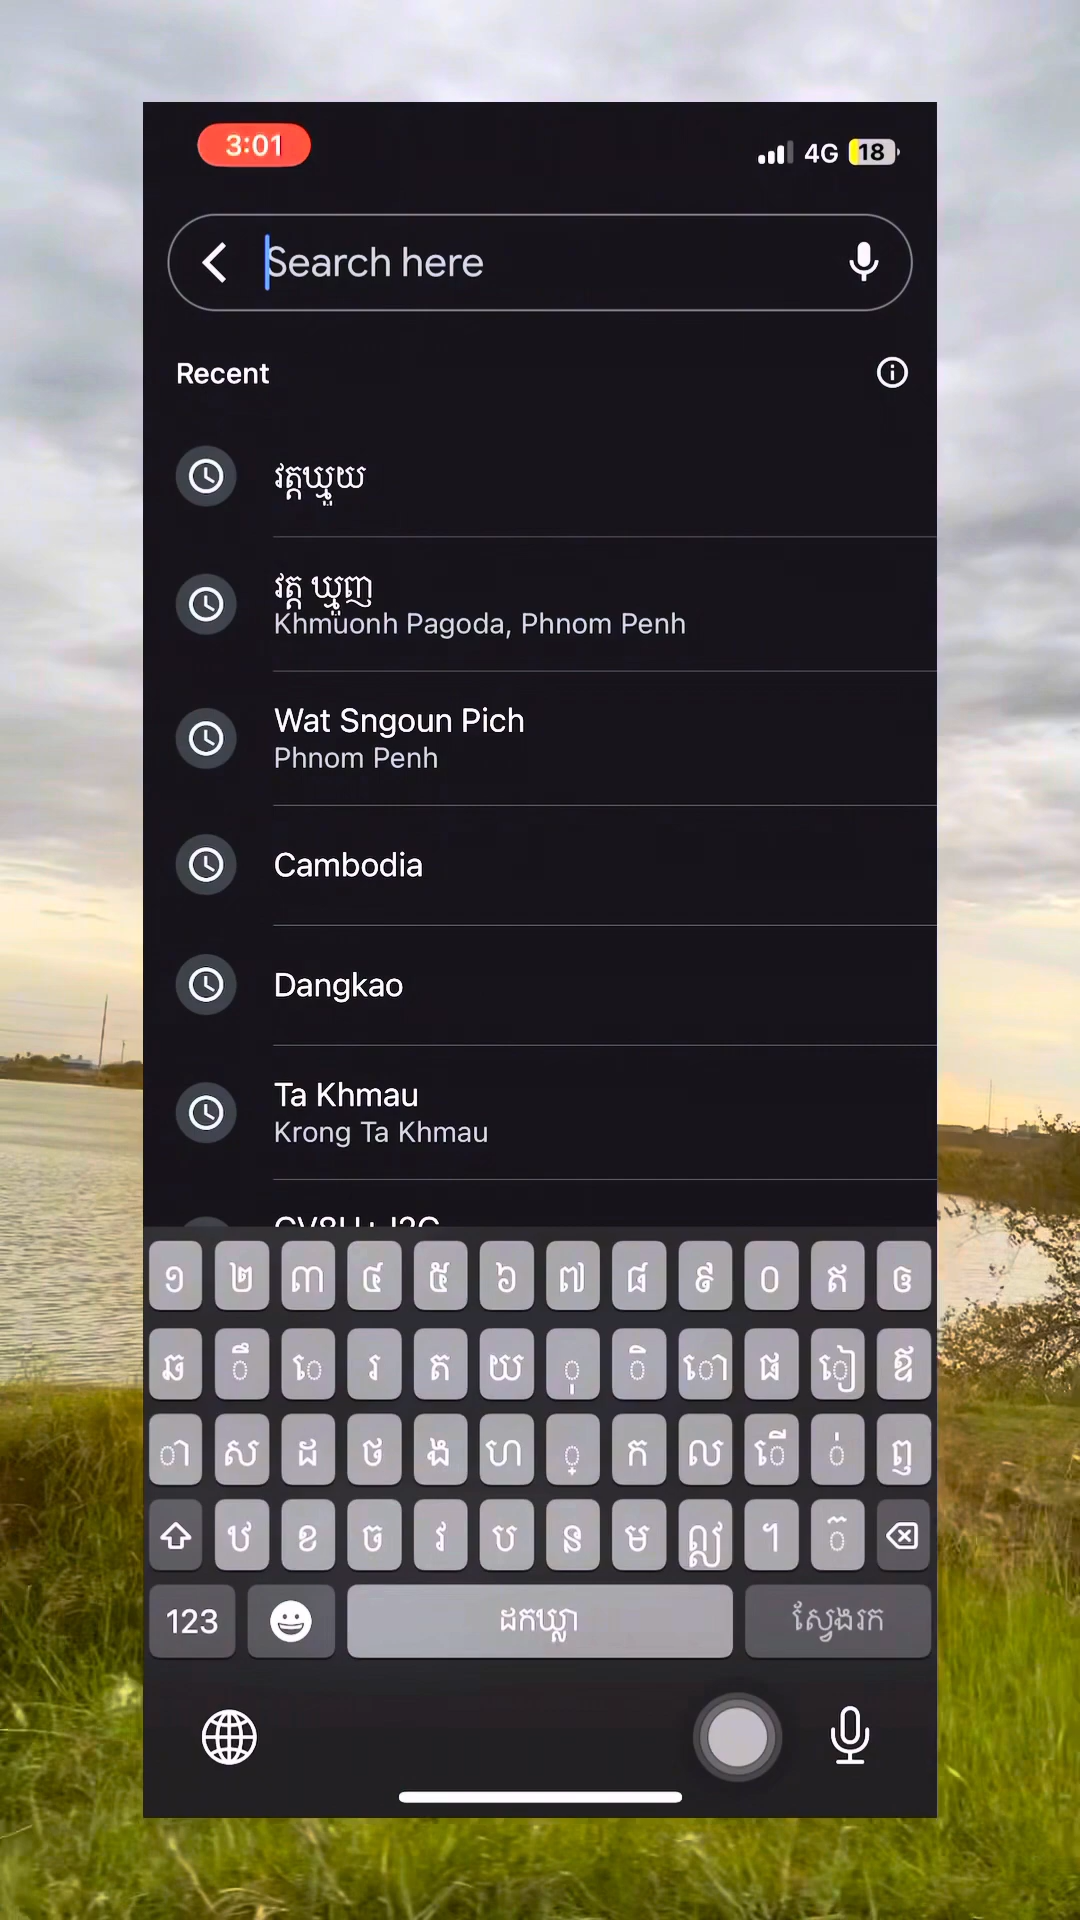 3:01
4G 18
Search here
Recent
វត្តឃ្មួយ
វត្ត ឃ្មួញ
Khmuonh Pagoda, Phnom Penh
Wat Sngoun Pich
Phnom Penh
Cambodia
Dangkao
Ta Khmau
Krong Ta Khmau
១ ២ ៣ ៤ ៥ ៦ ៧ ៨ ៩ ០ ឥ ឲ
ឆ ឹ េ រ ត យ ុ ិ ោ ផ ៀ ឪ
ា ស ដ ថ ង ហ ្ ក ល ើ ់ ឭ
ឋ ខ ច វ ប ន ម ឰ ។ ៊
123 ដកឃ្លា ស្វែងរក